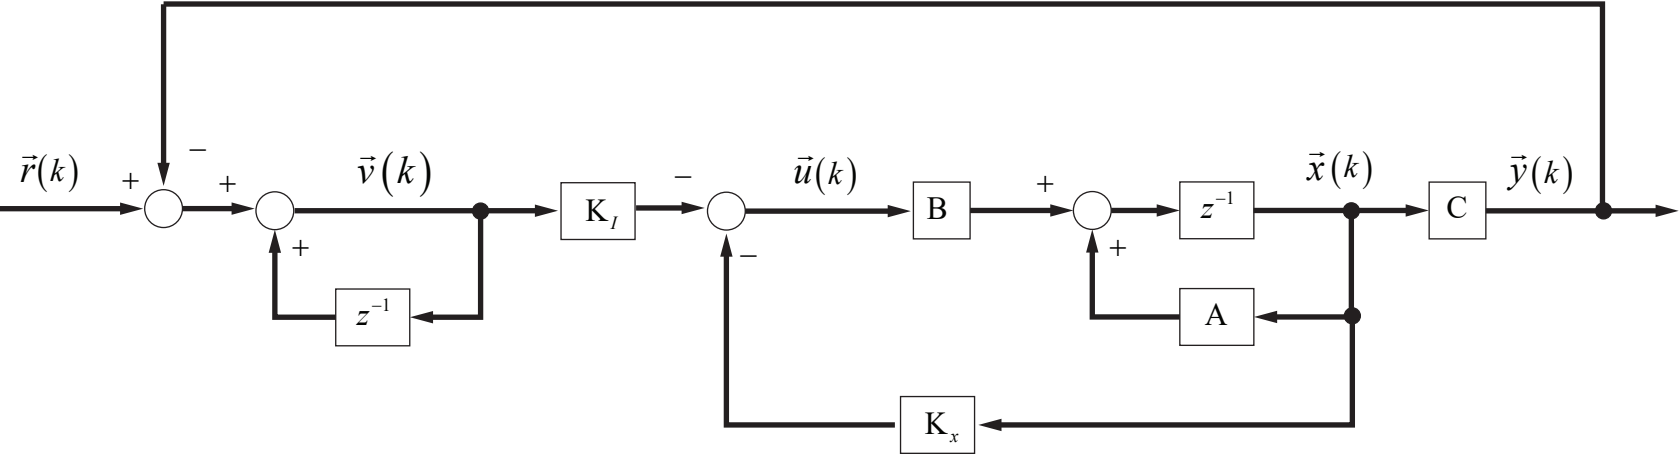 −
r⃗(k) + + v⃗(k) − u⃗(k) + x⃗(k) y⃗(k)
K_I B z⁻¹ C
+ − +
z⁻¹ A
K_x